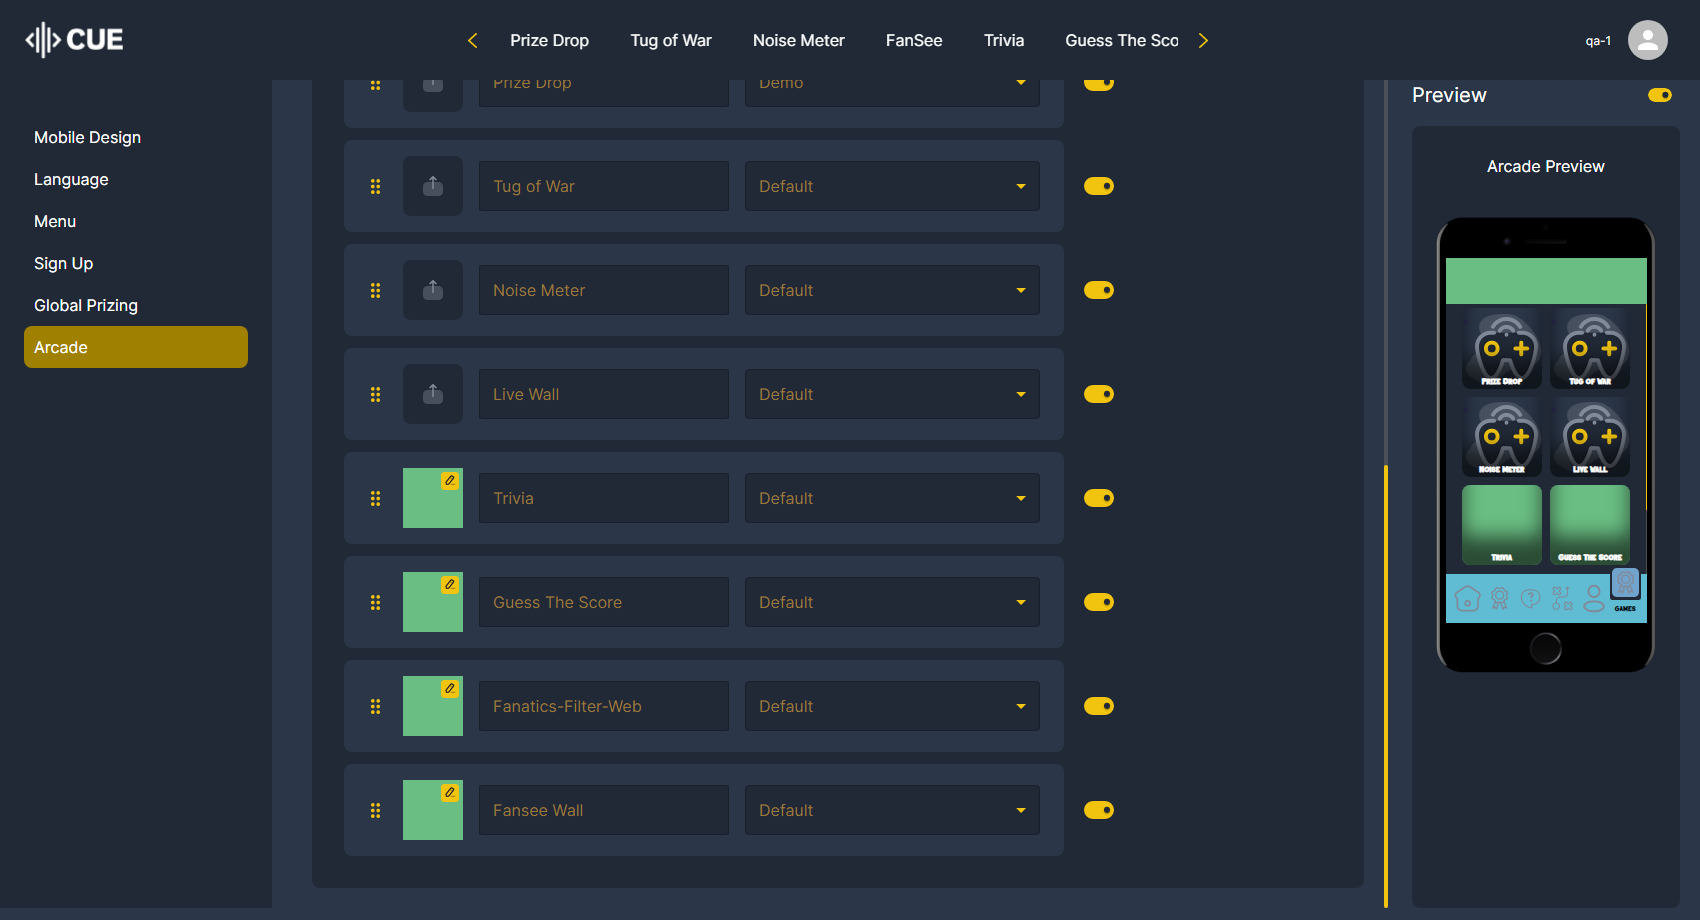 CUE
Prize Drop
Tug of War
Noise Meter
FanSee
Trivia
Guess The Sco
qa-1
Mobile Design
Language
Menu
Sign Up
Global Prizing
Arcade
Prize Drop
Demo
Tug of War
Default
Noise Meter
Default
Live Wall
Default
Trivia
Default
Guess The Score
Default
Fanatics-Filter-Web
Default
Fansee Wall
Default
Preview
Arcade Preview
Prize Drop
Tug of War
Noise Meter
Live Wall
Trivia
Guess The Score
GAMES